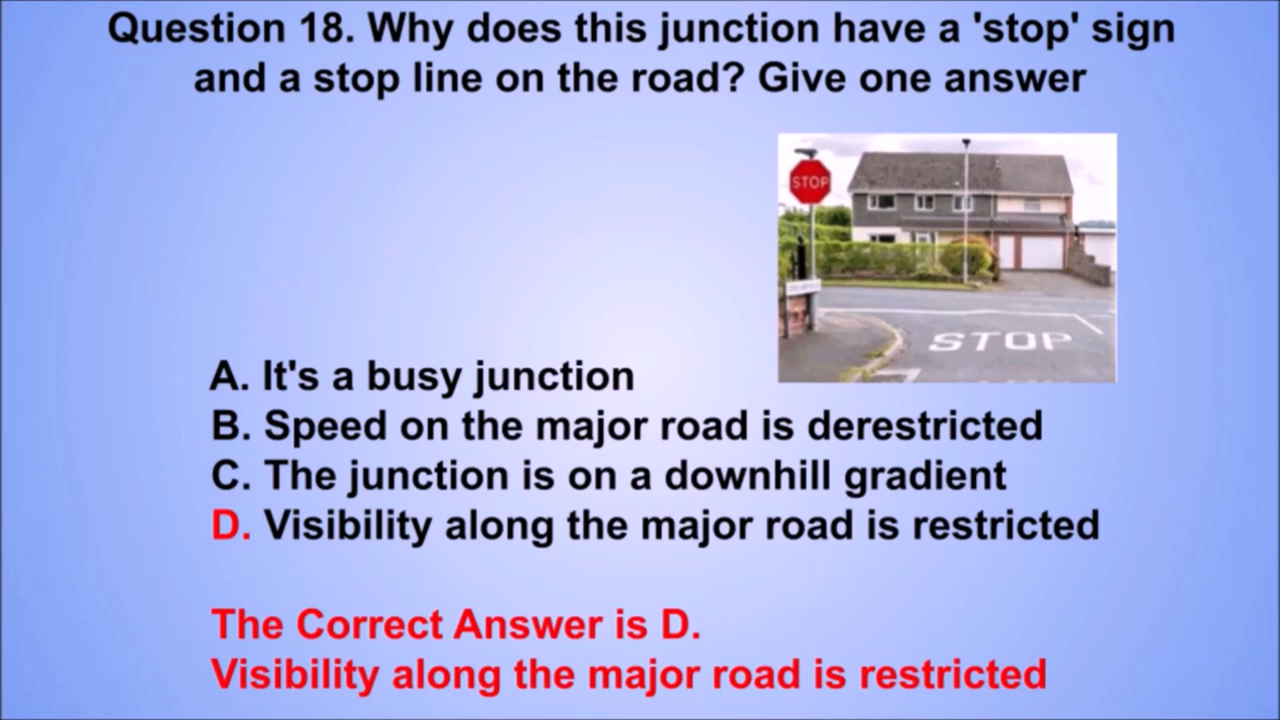 Question 18. Why does this junction have a 'stop' sign
and a stop line on the road? Give one answer
STOP
STOP
A. It's a busy junction
B. Speed on the major road is derestricted
C. The junction is on a downhill gradient
D. Visibility along the major road is restricted
The Correct Answer is D.
Visibility along the major road is restricted